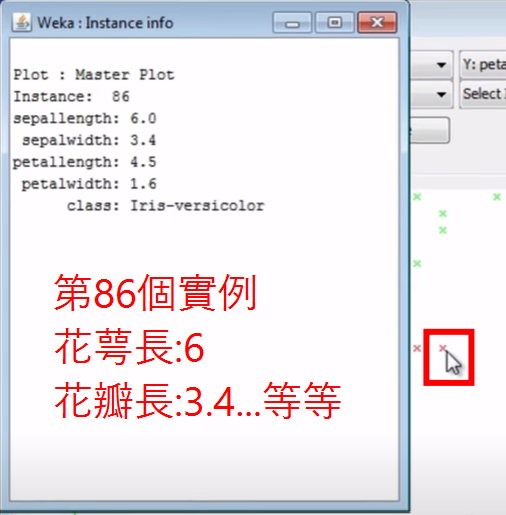 Weka : Instance info
Plot : Master Plot
Instance: 86
sepallength: 6.0
sepalwidth: 3.4
petallength: 4.5
petalwidth: 1.6
class: Iris-versicolor
第86個實例
花萼長:6
花瓣長:3.4...等等
Y: peta
Select